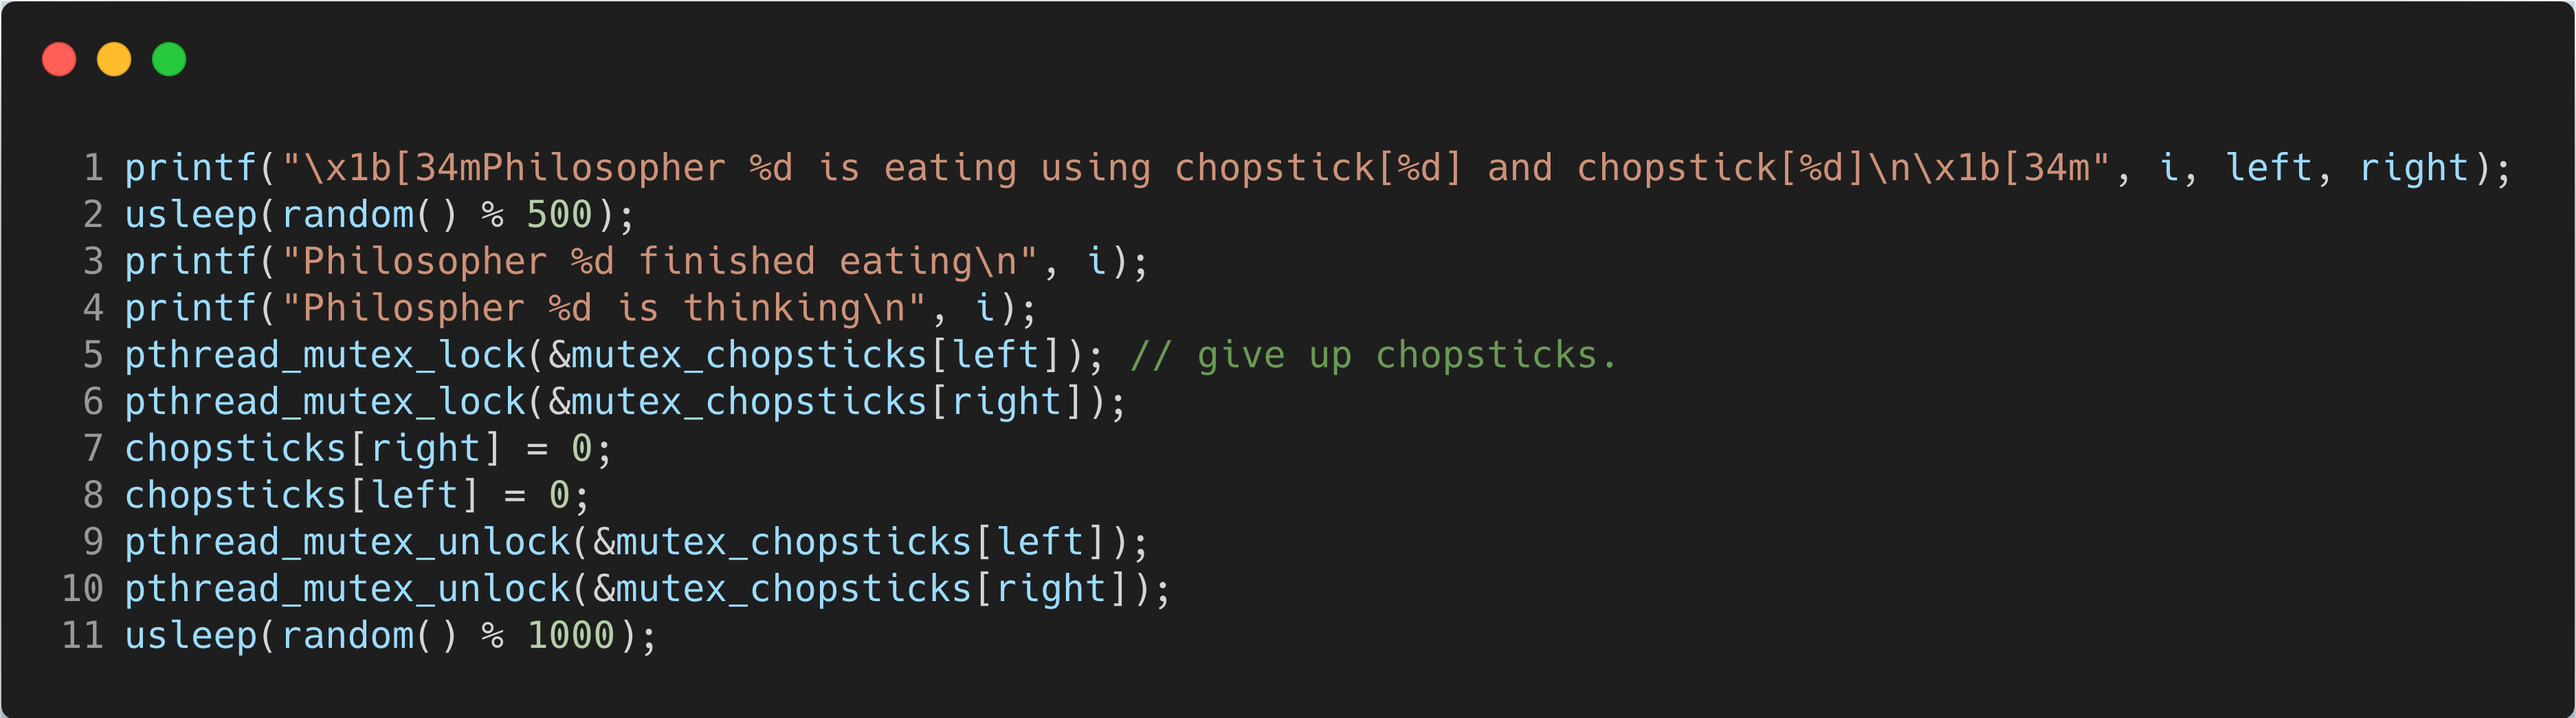 1 printf("\x1b[34mPhilosopher %d is eating using chopstick[%d] and chopstick[%d]\n\x1b[34m", i, left, right);
2 usleep(random() % 500);
3 printf("Philosopher %d finished eating\n", i);
4 printf("Philospher %d is thinking\n", i);
5 pthread_mutex_lock(&mutex_chopsticks[left]); // give up chopsticks.
6 pthread_mutex_lock(&mutex_chopsticks[right]);
7 chopsticks[right] = 0;
8 chopsticks[left] = 0;
9 pthread_mutex_unlock(&mutex_chopsticks[left]);
10 pthread_mutex_unlock(&mutex_chopsticks[right]);
11 usleep(random() % 1000);